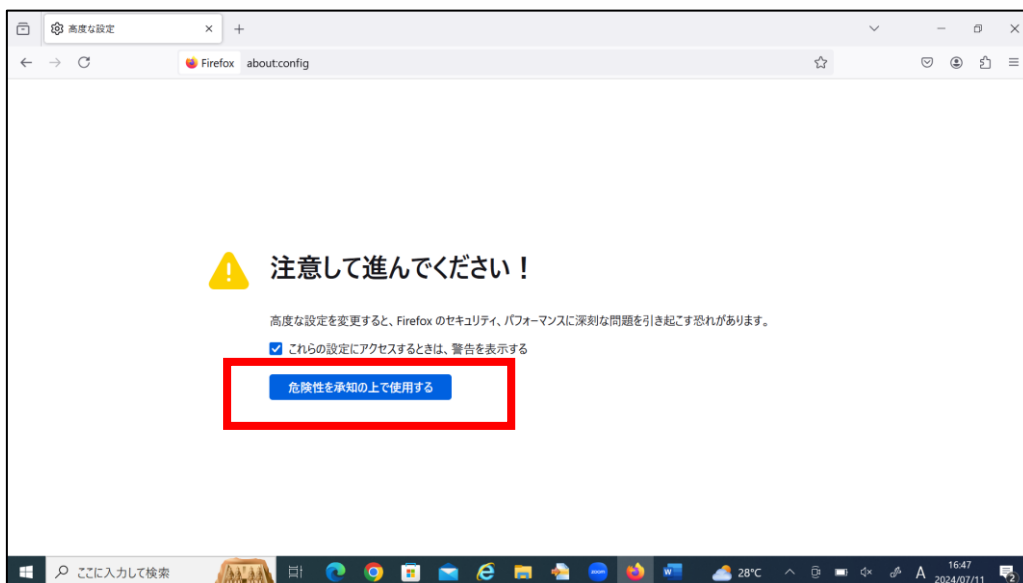 高度な設定
Firefox about:config
注意して進んでください！
高度な設定を変更すると、Firefox のセキュリティ、パフォーマンスに深刻な問題を引き起こす恐れがあります。
これらの設定にアクセスするときは、警告を表示する
危険性を承知の上で使用する
ここに入力して検索
zoom
W
28°C
A
16:47
2024/07/11
2